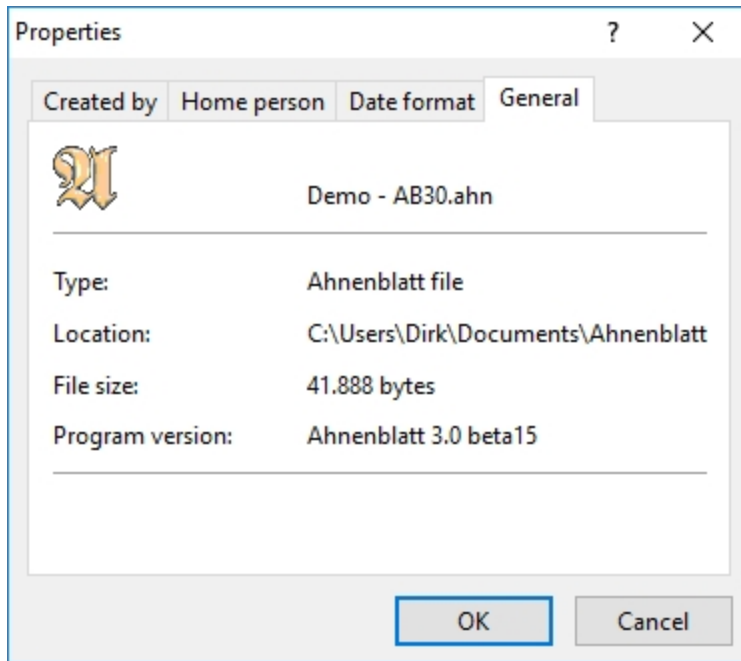 Properties
Created by Home person Date format General
Demo - AB30.ahn
Type: Ahnenblatt file
Location: C:\Users\Dirk\Documents\Ahnenblatt
File size: 41.888 bytes
Program version: Ahnenblatt 3.0 beta15
OK Cancel